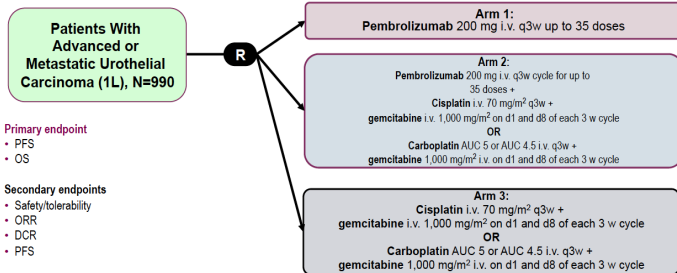 Patients With
Advanced or
Metastatic Urothelial
Carcinoma (1L), N=990
R
Arm 1:
Pembrolizumab 200 mg i.v. q3w up to 35 doses
Arm 2:
Pembrolizumab 200 mg i.v. q3w cycle for up to
35 doses +
Cisplatin i.v. 70 mg/m² q3w +
gemcitabine i.v. 1,000 mg/m² on d1 and d8 of each 3 w cycle
OR
Carboplatin AUC 5 or AUC 4.5 i.v. q3w +
gemcitabine 1,000 mg/m² i.v. on d1 and d8 of each 3 w cycle
Arm 3:
Cisplatin i.v. 70 mg/m² q3w +
gemcitabine i.v. 1,000 mg/m² on d1 and d8 of each 3 w cycle
OR
Carboplatin AUC 5 or AUC 4.5 i.v. q3w +
gemcitabine 1,000 mg/m² i.v. on d1 and d8 of each 3 w cycle
Primary endpoint
• PFS
• OS
Secondary endpoints
• Safety/tolerability
• ORR
• DCR
• PFS